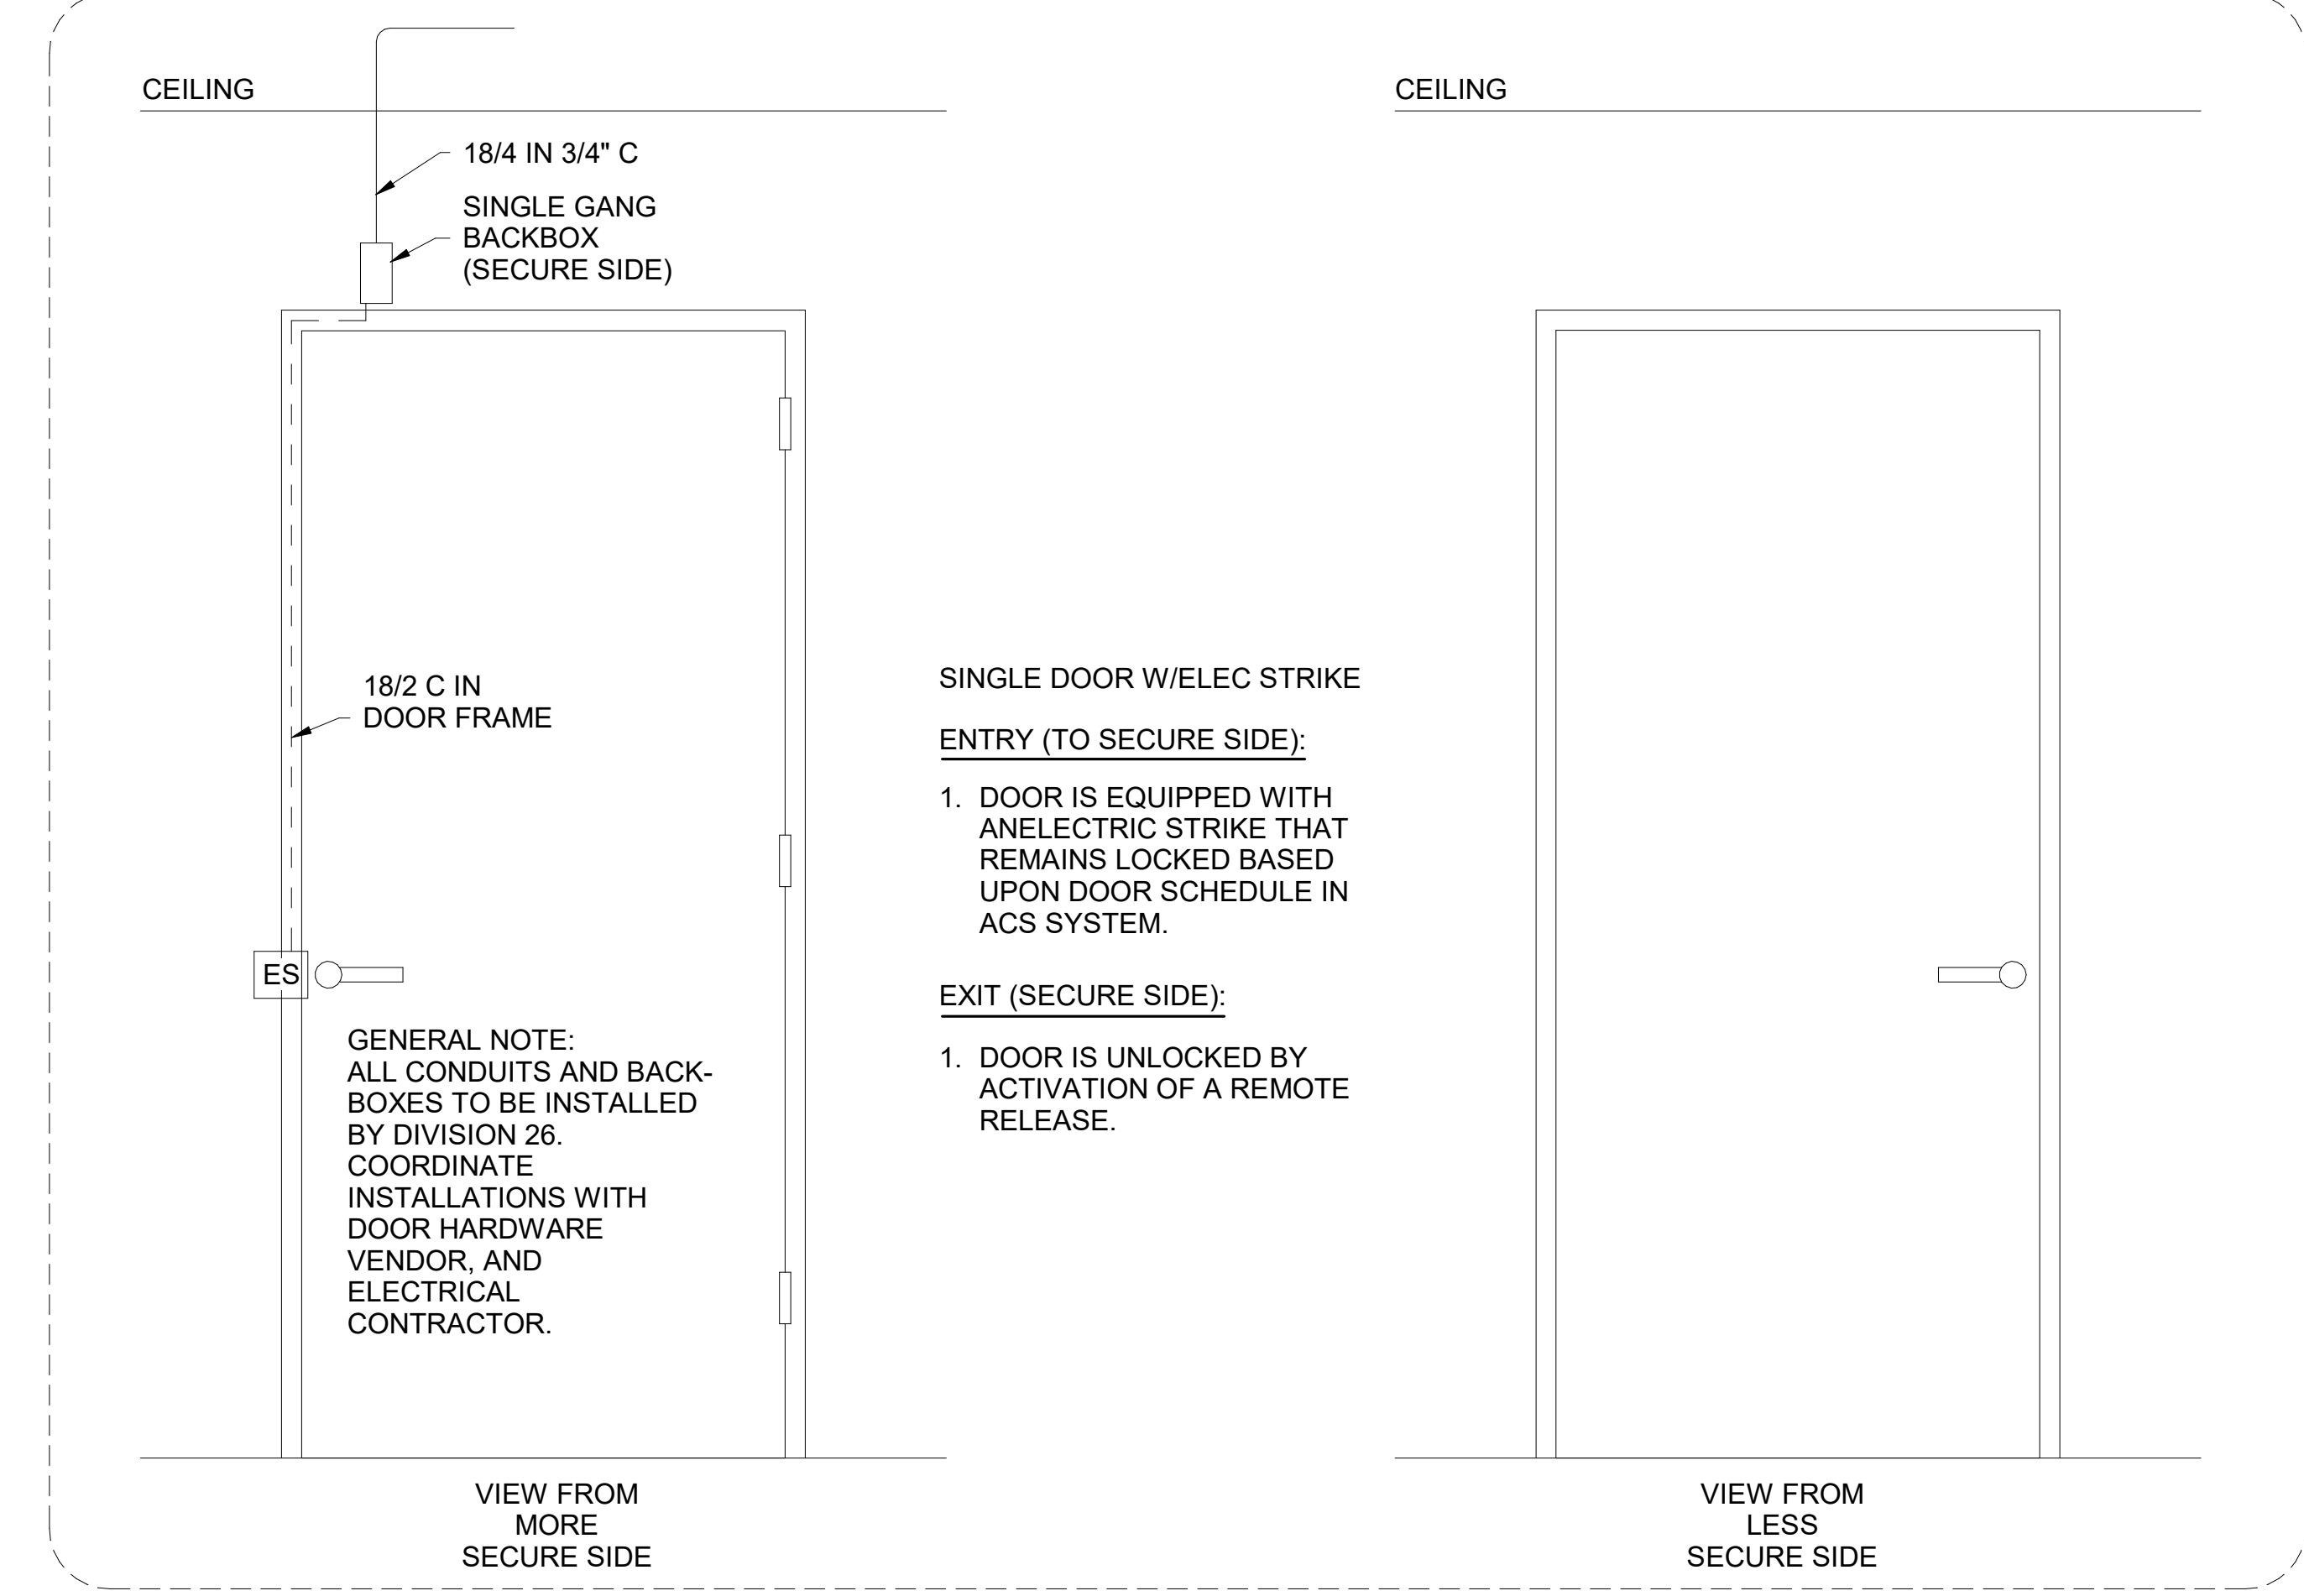 CEILING
18/4 IN 3/4" C
SINGLE GANG
BACKBOX
(SECURE SIDE)
18/2 C IN
DOOR FRAME
ES
GENERAL NOTE:
ALL CONDUITS AND BACK-
BOXES TO BE INSTALLED
BY DIVISION 26.
COORDINATE
INSTALLATIONS WITH
DOOR HARDWARE
VENDOR, AND
ELECTRICAL
CONTRACTOR.
VIEW FROM
MORE
SECURE SIDE
SINGLE DOOR W/ELEC STRIKE
ENTRY (TO SECURE SIDE):
1. DOOR IS EQUIPPED WITH
ANELECTRIC STRIKE THAT
REMAINS LOCKED BASED
UPON DOOR SCHEDULE IN
ACS SYSTEM.
EXIT (SECURE SIDE):
1. DOOR IS UNLOCKED BY
ACTIVATION OF A REMOTE
RELEASE.
CEILING
VIEW FROM
LESS
SECURE SIDE